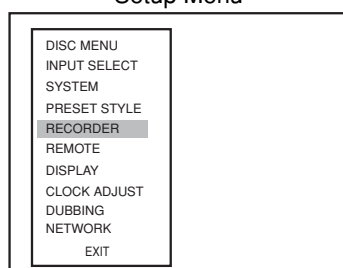 Setup Menu
DISC MENU
INPUT SELECT
SYSTEM
PRESET STYLE
RECORDER
REMOTE
DISPLAY
CLOCK ADJUST
DUBBING
NETWORK
EXIT